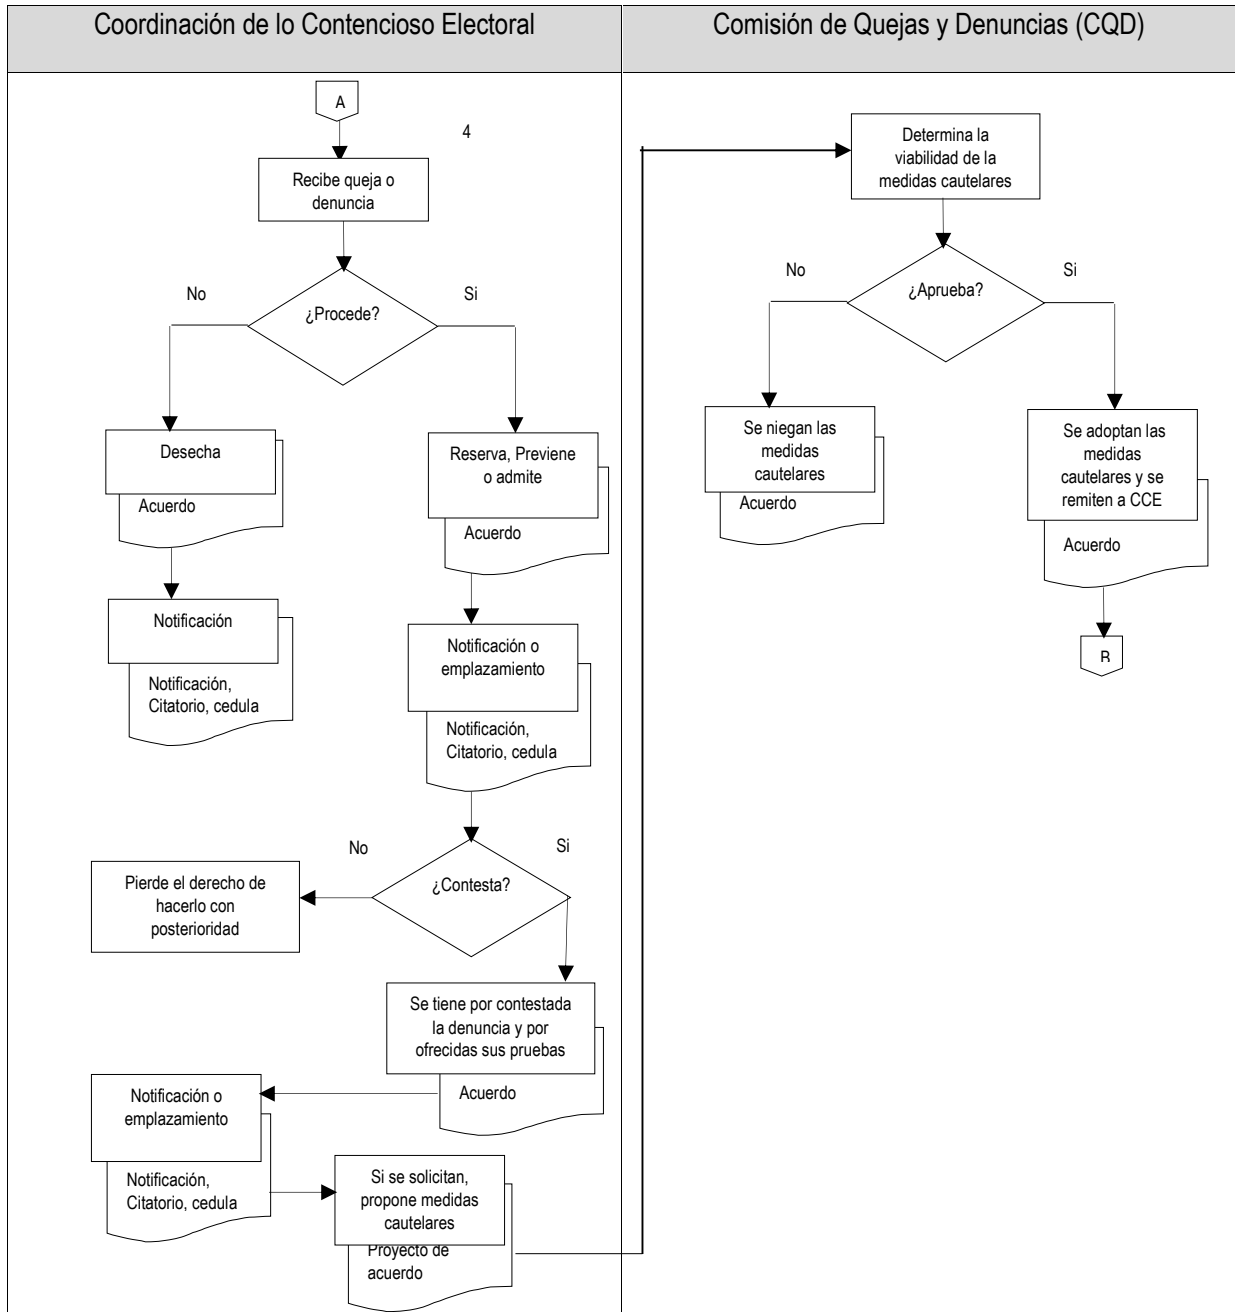 Coordinación de lo Contencioso Electoral
Comisión de Quejas y Denuncias (CQD)
A
4
Recibe queja o
denuncia
¿Procede?
No
Si
Desecha
Acuerdo
Reserva, Previene
o admite
Acuerdo
Notificación
Notificación,
Citatorio, cedula
Notificación o
emplazamiento
Notificación,
Citatorio, cedula
¿Contesta?
No
Si
Pierde el derecho de
hacerlo con
posterioridad
Se tiene por contestada
la denuncia y por
ofrecidas sus pruebas
Acuerdo
Notificación o
emplazamiento
Notificación,
Citatorio, cedula
Si se solicitan,
propone medidas
cautelares
Proyecto de
acuerdo
Determina la
viabilidad de la
medidas cautelares
¿Aprueba?
No
Si
Se niegan las
medidas
cautelares
Acuerdo
Se adoptan las
medidas
cautelares y se
remiten a CCE
Acuerdo